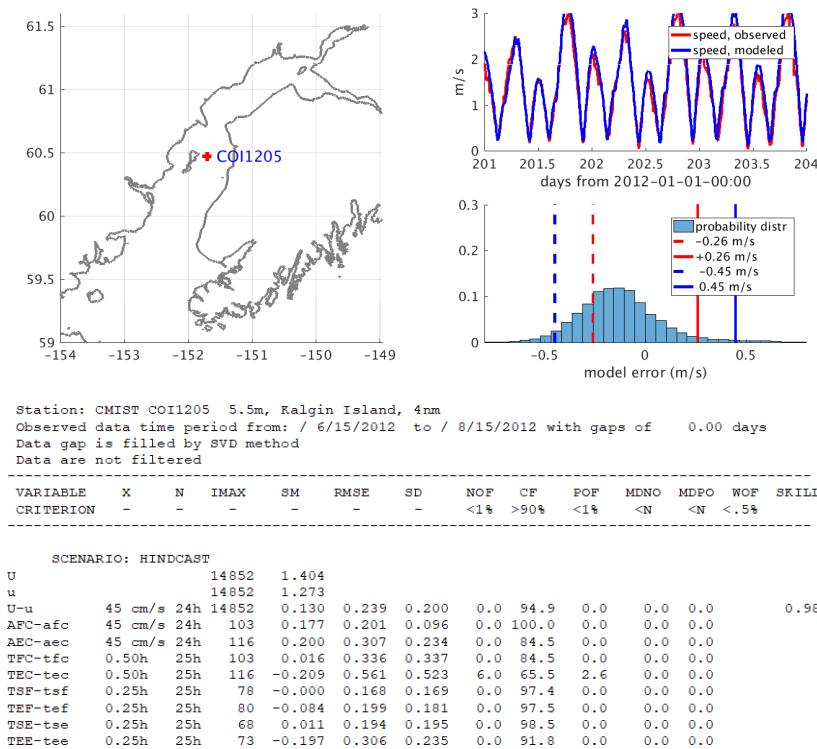 61.5
61
60.5
60
59.5
59
-154
-153
-152
-151
-150
-149
COI1205
3
2
1
0
m/s
speed, observed
speed, modeled
201
201.5
202
202.5
203
203.5
204
days from 2012-01-01-00:00
0.3
0.2
0.1
0
probability distr
-0.26 m/s
+0.26 m/s
-0.45 m/s
0.45 m/s
-0.5
0
0.5
model error (m/s)
Station: CMIST COI1205 5.5m, Kalgin Island, 4nm
Observed data time period from: / 6/15/2012 to / 8/15/2012 with gaps of 0.00 days
Data gap is filled by SVD method
Data are not filtered
VARIABLE X N IMAX SM RMSE SD NOF CF POF MDNO MDPO WOF SKILL
CRITERION - - - - - - <1% >90% <1% <N <N <.5%
SCENARIO: HINDCAST
U 14852 1.404
u 14852 1.273
U-u 45 cm/s 24h 14852 0.130 0.239 0.200 0.0 94.9 0.0 0.0 0.0 0.98
AFC-afc 45 cm/s 24h 103 0.177 0.201 0.096 0.0 100.0 0.0 0.0 0.0
AEC-aec 45 cm/s 24h 116 0.200 0.307 0.234 0.0 84.5 0.0 0.0 0.0
TFC-tfc 0.50h 25h 103 0.016 0.336 0.337 0.0 84.5 0.0 0.0 0.0
TEC-tec 0.50h 25h 116 -0.209 0.561 0.523 6.0 65.5 2.6 0.0 0.0
TSF-tsf 0.25h 25h 78 -0.000 0.168 0.169 0.0 97.4 0.0 0.0 0.0
TEF-tef 0.25h 25h 80 -0.084 0.199 0.181 0.0 97.5 0.0 0.0 0.0
TSE-tse 0.25h 25h 68 0.011 0.194 0.195 0.0 98.5 0.0 0.0 0.0
TEE-tee 0.25h 25h 73 -0.197 0.306 0.235 0.0 91.8 0.0 0.0 0.0